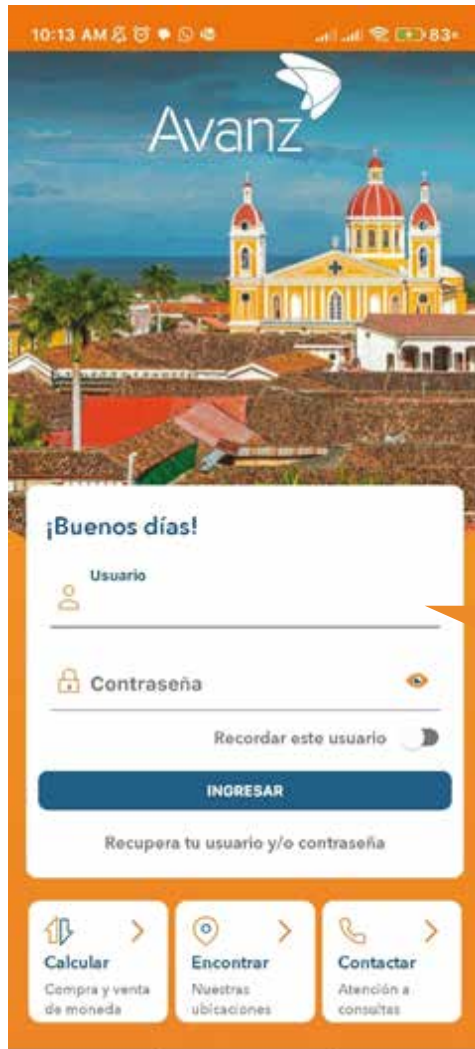 10:13 AM
83
Avanz
¡Buenos días!
Usuario
Contraseña
Recordar este usuario
INGRESAR
Recupera tu usuario y/o contraseña
Calcular
Compra y venta
de moneda
Encontrar
Nuestras
ubicaciones
Contactar
Atención a
consultas